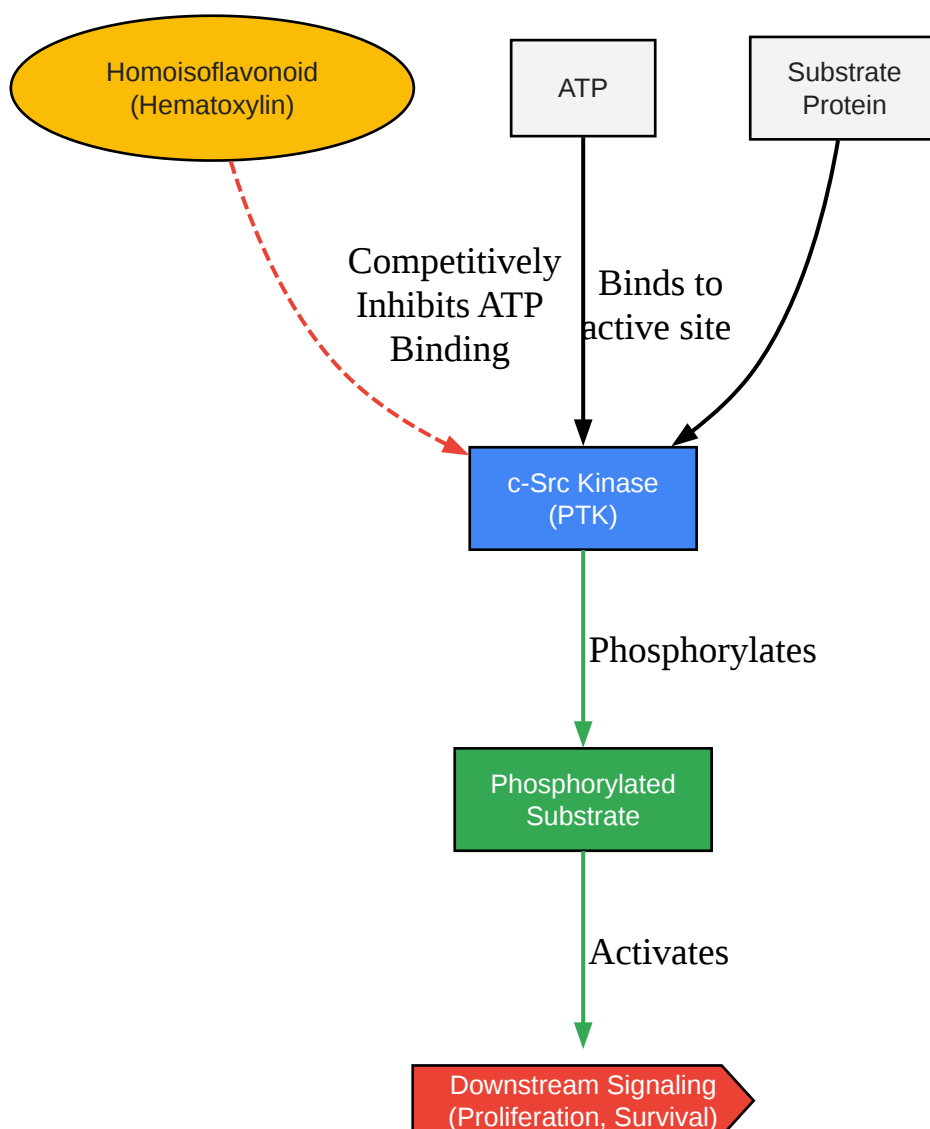 Homoisoflavonoid
(Hematoxylin)
ATP
Substrate
Protein
Competitively
Inhibits ATP
Binding
Binds to
active site
c-Src Kinase
(PTK)
Phosphorylates
Phosphorylated
Substrate
Activates
Downstream Signaling
(Proliferation, Survival)